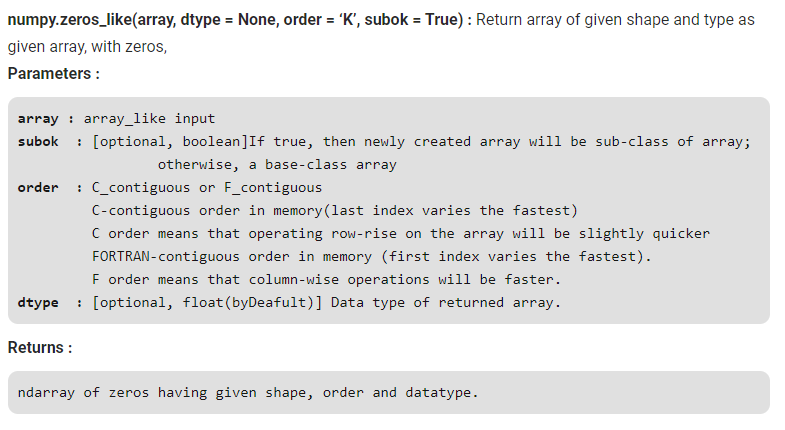 numpy.zeros_like(array, dtype = None, order = ‘K’, subok = True) : Return array of given shape and type as
given array, with zeros,
Parameters :
array : array_like input
subok : [optional, boolean]If true, then newly created array will be sub-class of array;
otherwise, a base-class array
order : C_contiguous or F_contiguous
C-contiguous order in memory(last index varies the fastest)
C order means that operating row-rise on the array will be slightly quicker
FORTRAN-contiguous order in memory (first index varies the fastest).
F order means that column-wise operations will be faster.
dtype : [optional, float(byDeafult)] Data type of returned array.
Returns :
ndarray of zeros having given shape, order and datatype.